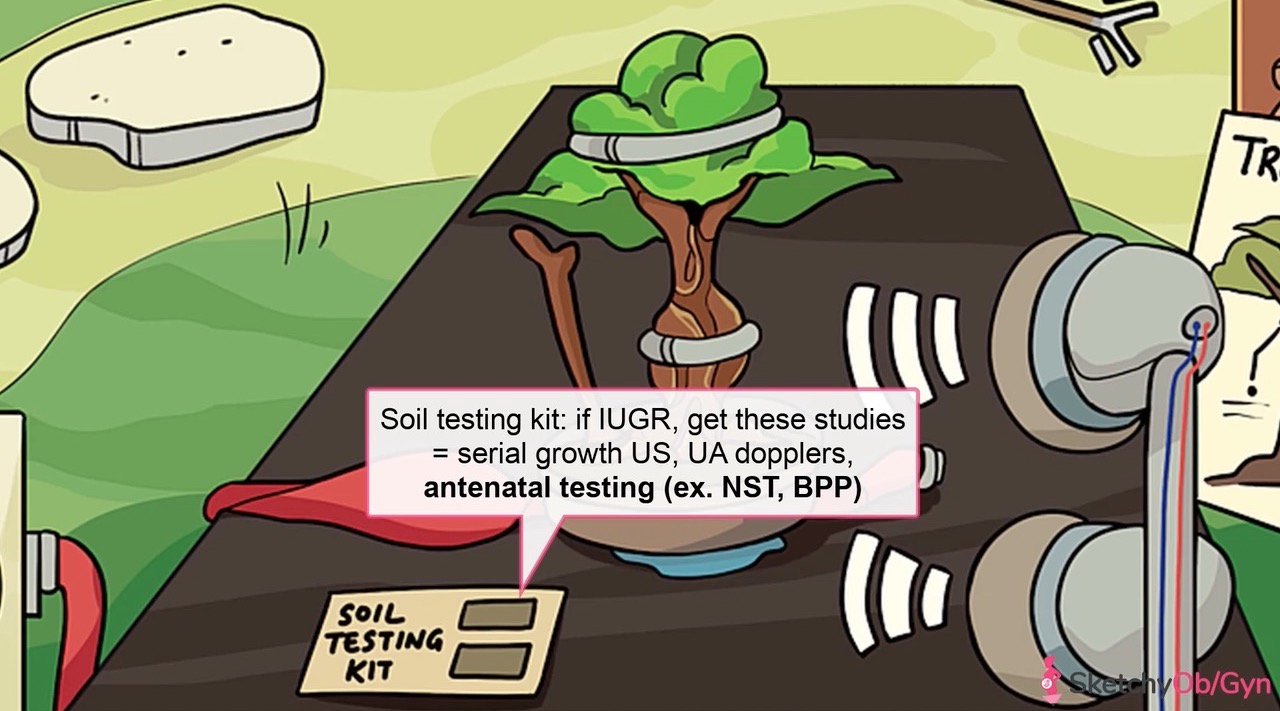 TR
Soil testing kit: if IUGR, get these studies
= serial growth US, UA dopplers,
antenatal testing (ex. NST, BPP)
SOIL
TESTING
KIT
SketchyOb/Gyn